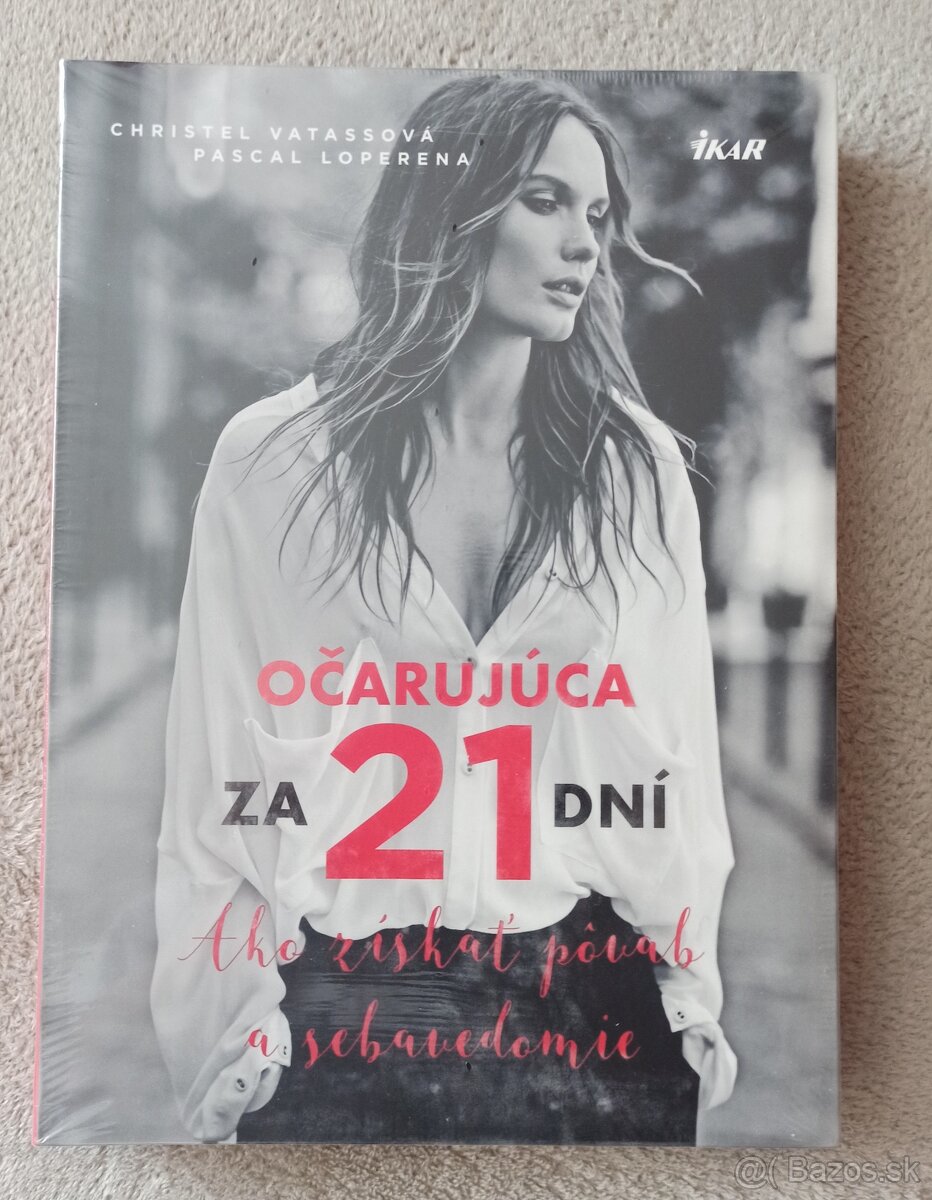 CHRISTEL VATASSOVÁ
PASCAL LOPERENA
iKAR
OČARUJÚCA
ZA 21 DNÍ
Ako získať pôvab
a sebavedomie
@( Bazos.sk